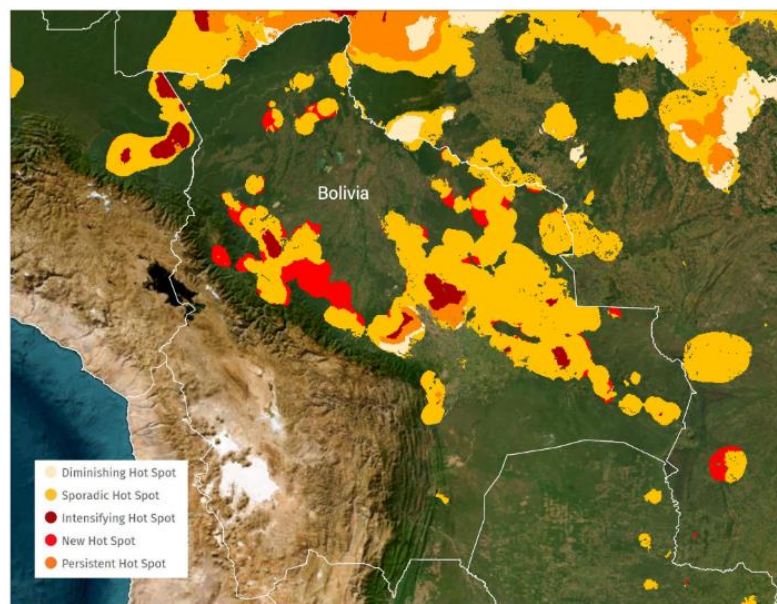 Bolivia
Diminishing Hot Spot
Sporadic Hot Spot
Intensifying Hot Spot
New Hot Spot
Persistent Hot Spot